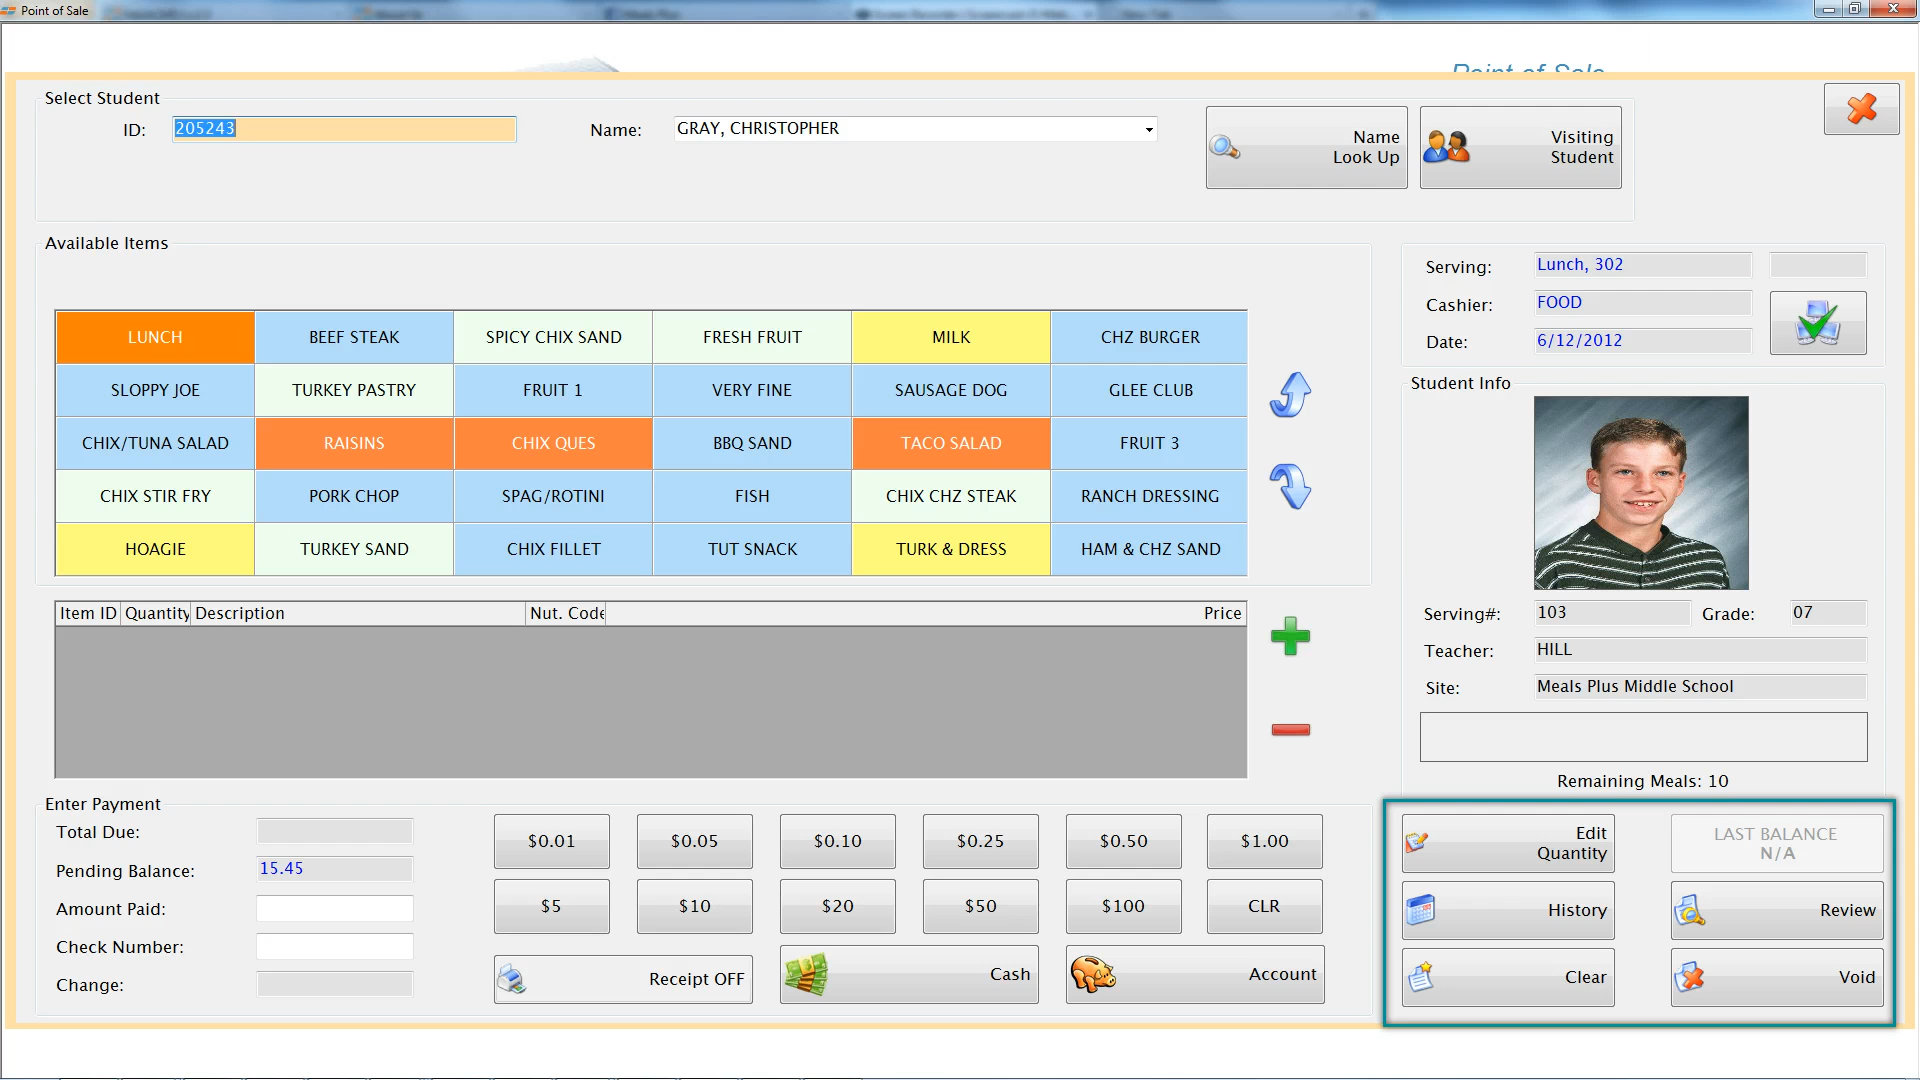 Point of Sale
Point of Sale
Select Student
ID: 205243 Name: GRAY, CHRISTOPHER
Name
Look Up
Visiting
Student
Available Items
LUNCH BEEF STEAK SPICY CHIX SAND FRESH FRUIT MILK CHZ BURGER
SLOPPY JOE TURKEY PASTRY FRUIT 1 VERY FINE SAUSAGE DOG GLEE CLUB
CHIX/TUNA SALAD RAISINS CHIX QUES BBQ SAND TACO SALAD FRUIT 3
CHIX STIR FRY PORK CHOP SPAG/ROTINI FISH CHIX CHZ STEAK RANCH DRESSING
HOAGIE TURKEY SAND CHIX FILLET TUT SNACK TURK & DRESS HAM & CHZ SAND
Serving: Lunch, 302
Cashier: FOOD
Date: 6/12/2012
Student Info
Serving#: 103 Grade: 07
Teacher: HILL
Site: Meals Plus Middle School
Remaining Meals: 10
Item ID Quantity Description Nut. Code Price
Enter Payment
Total Due:
Pending Balance: 15.45
Amount Paid:
Check Number:
Change:
$0.01 $0.05 $0.10 $0.25 $0.50 $1.00
$5 $10 $20 $50 $100 CLR
Receipt OFF Cash Account
Edit
Quantity
LAST BALANCE
N/A
History Review
Clear Void